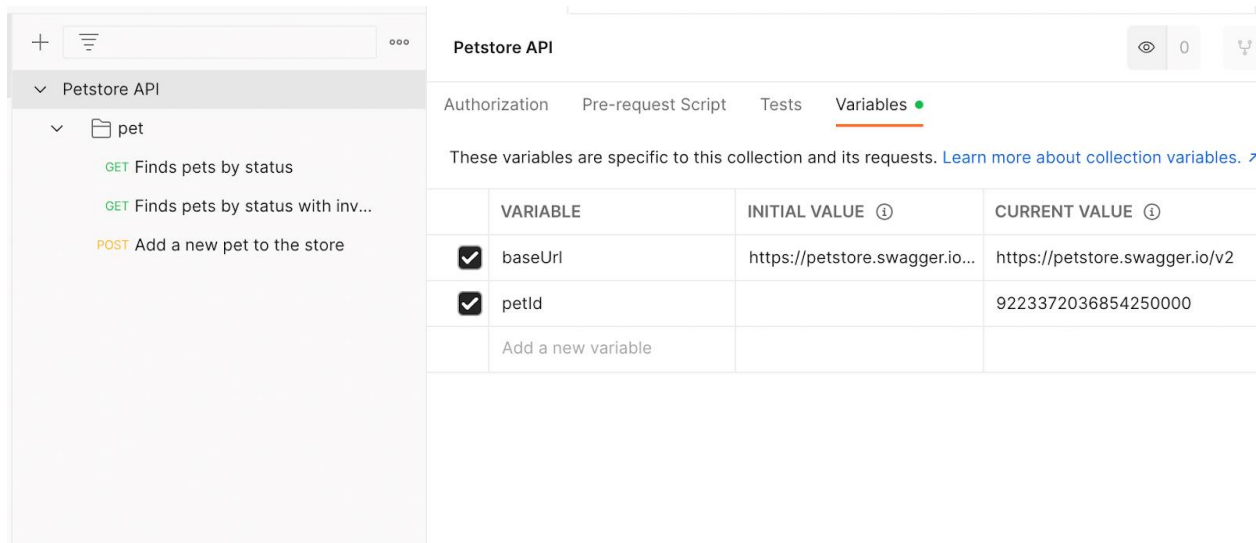 Petstore API
pet
GET Finds pets by status
GET Finds pets by status with inv...
POST Add a new pet to the store
Petstore API
0
Authorization Pre-request Script Tests Variables
These variables are specific to this collection and its requests. Learn more about collection variables. ↗
VARIABLE INITIAL VALUE CURRENT VALUE
baseUrl https://petstore.swagger.io... https://petstore.swagger.io/v2
petId 9223372036854250000
Add a new variable